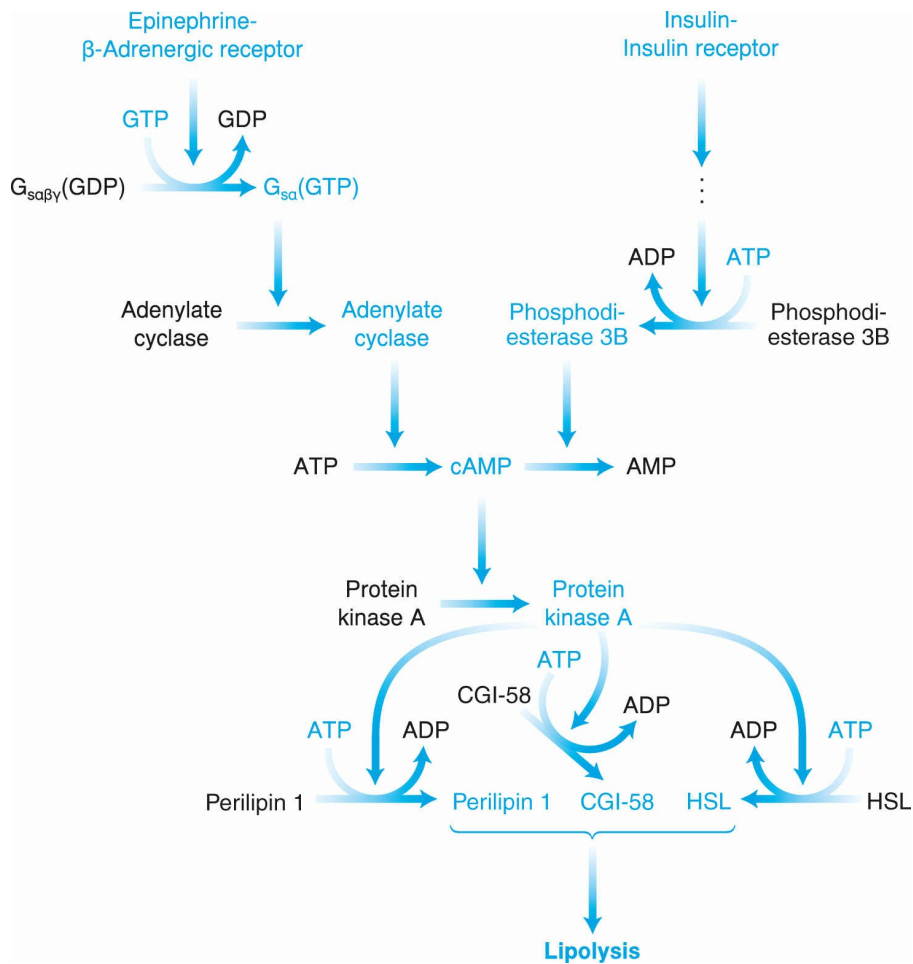 Epinephrine-
β-Adrenergic receptor
Insulin-
Insulin receptor
GTP
GDP
Gsαβγ(GDP)
Gsα(GTP)
⋮
ADP
ATP
Adenylate
cyclase
Adenylate
cyclase
Phosphodi-
esterase 3B
Phosphodi-
esterase 3B
ATP
cAMP
AMP
Protein
kinase A
Protein
kinase A
ATP
CGI-58
ADP
ATP
ADP
ADP
ATP
Perilipin 1
Perilipin 1
CGI-58
HSL
HSL
Lipolysis